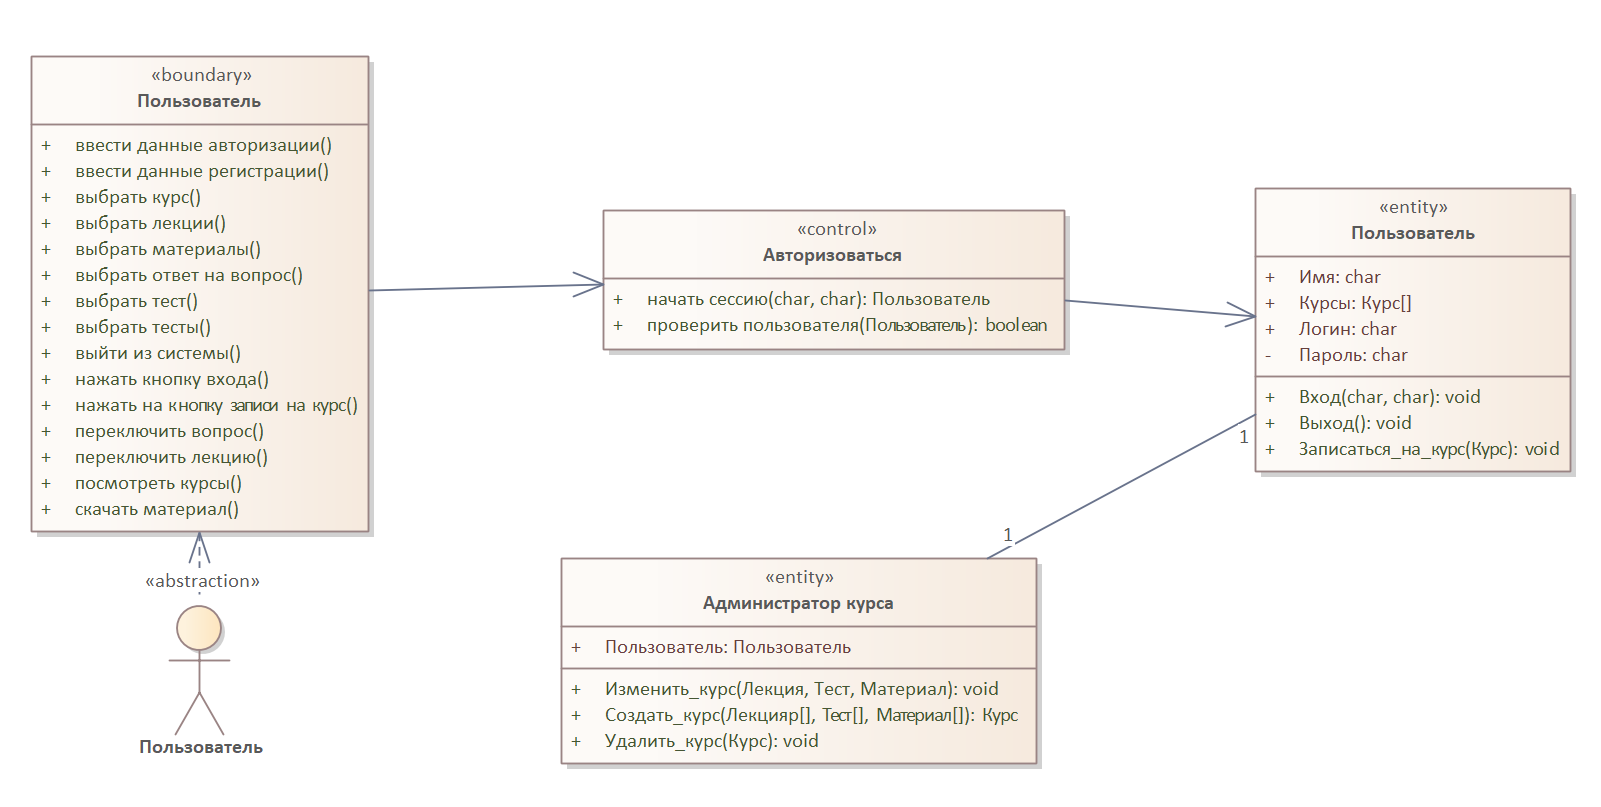 «boundary»
Пользователь
+ ввести данные авторизации()
+ ввести данные регистрации()
+ выбрать курс()
+ выбрать лекции()
+ выбрать материалы()
+ выбрать ответ на вопрос()
+ выбрать тест()
+ выбрать тесты()
+ выйти из системы()
+ нажать кнопку входа()
+ нажать на кнопку записи на курс()
+ переключить вопрос()
+ переключить лекцию()
+ посмотреть курсы()
+ скачать материал()
«abstraction»
Пользователь
«control»
Авторизоваться
+ начать сессию(char, char): Пользователь
+ проверить пользователя(Пользователь): boolean
«entity»
Пользователь
+ Имя: char
+ Курсы: Курс[]
+ Логин: char
- Пароль: char
+ Вход(char, char): void
+ Выход(): void
+ Записаться_на_курс(Курс): void
1
1
«entity»
Администратор курса
+ Пользователь: Пользователь
+ Изменить_курс(Лекция, Тест, Материал): void
+ Создать_курс(Лекцияр[], Тест[], Материал[]): Курс
+ Удалить_курс(Курс): void